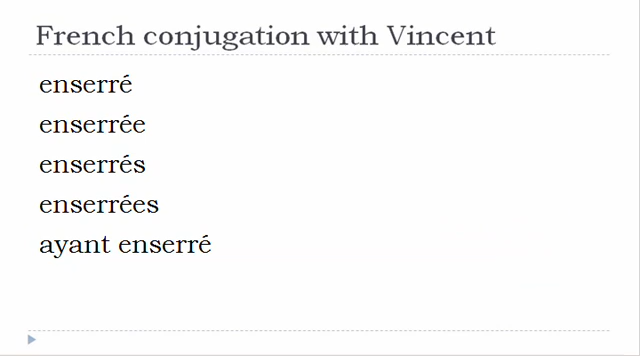 French conjugation with Vincent
enserré
enserrée
enserrés
enserrées
ayant enserré